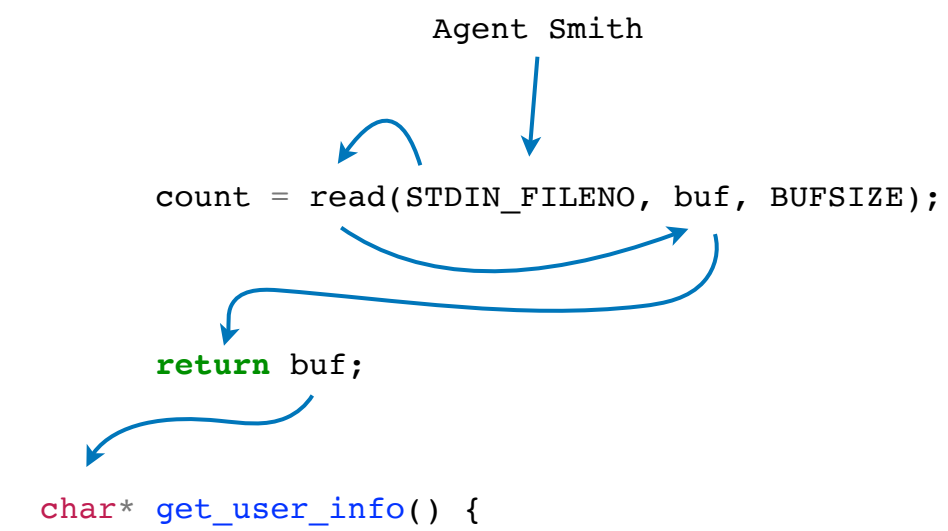 Agent Smith
count = read(STDIN_FILENO, buf, BUFSIZE);
return buf;
char* get_user_info() {